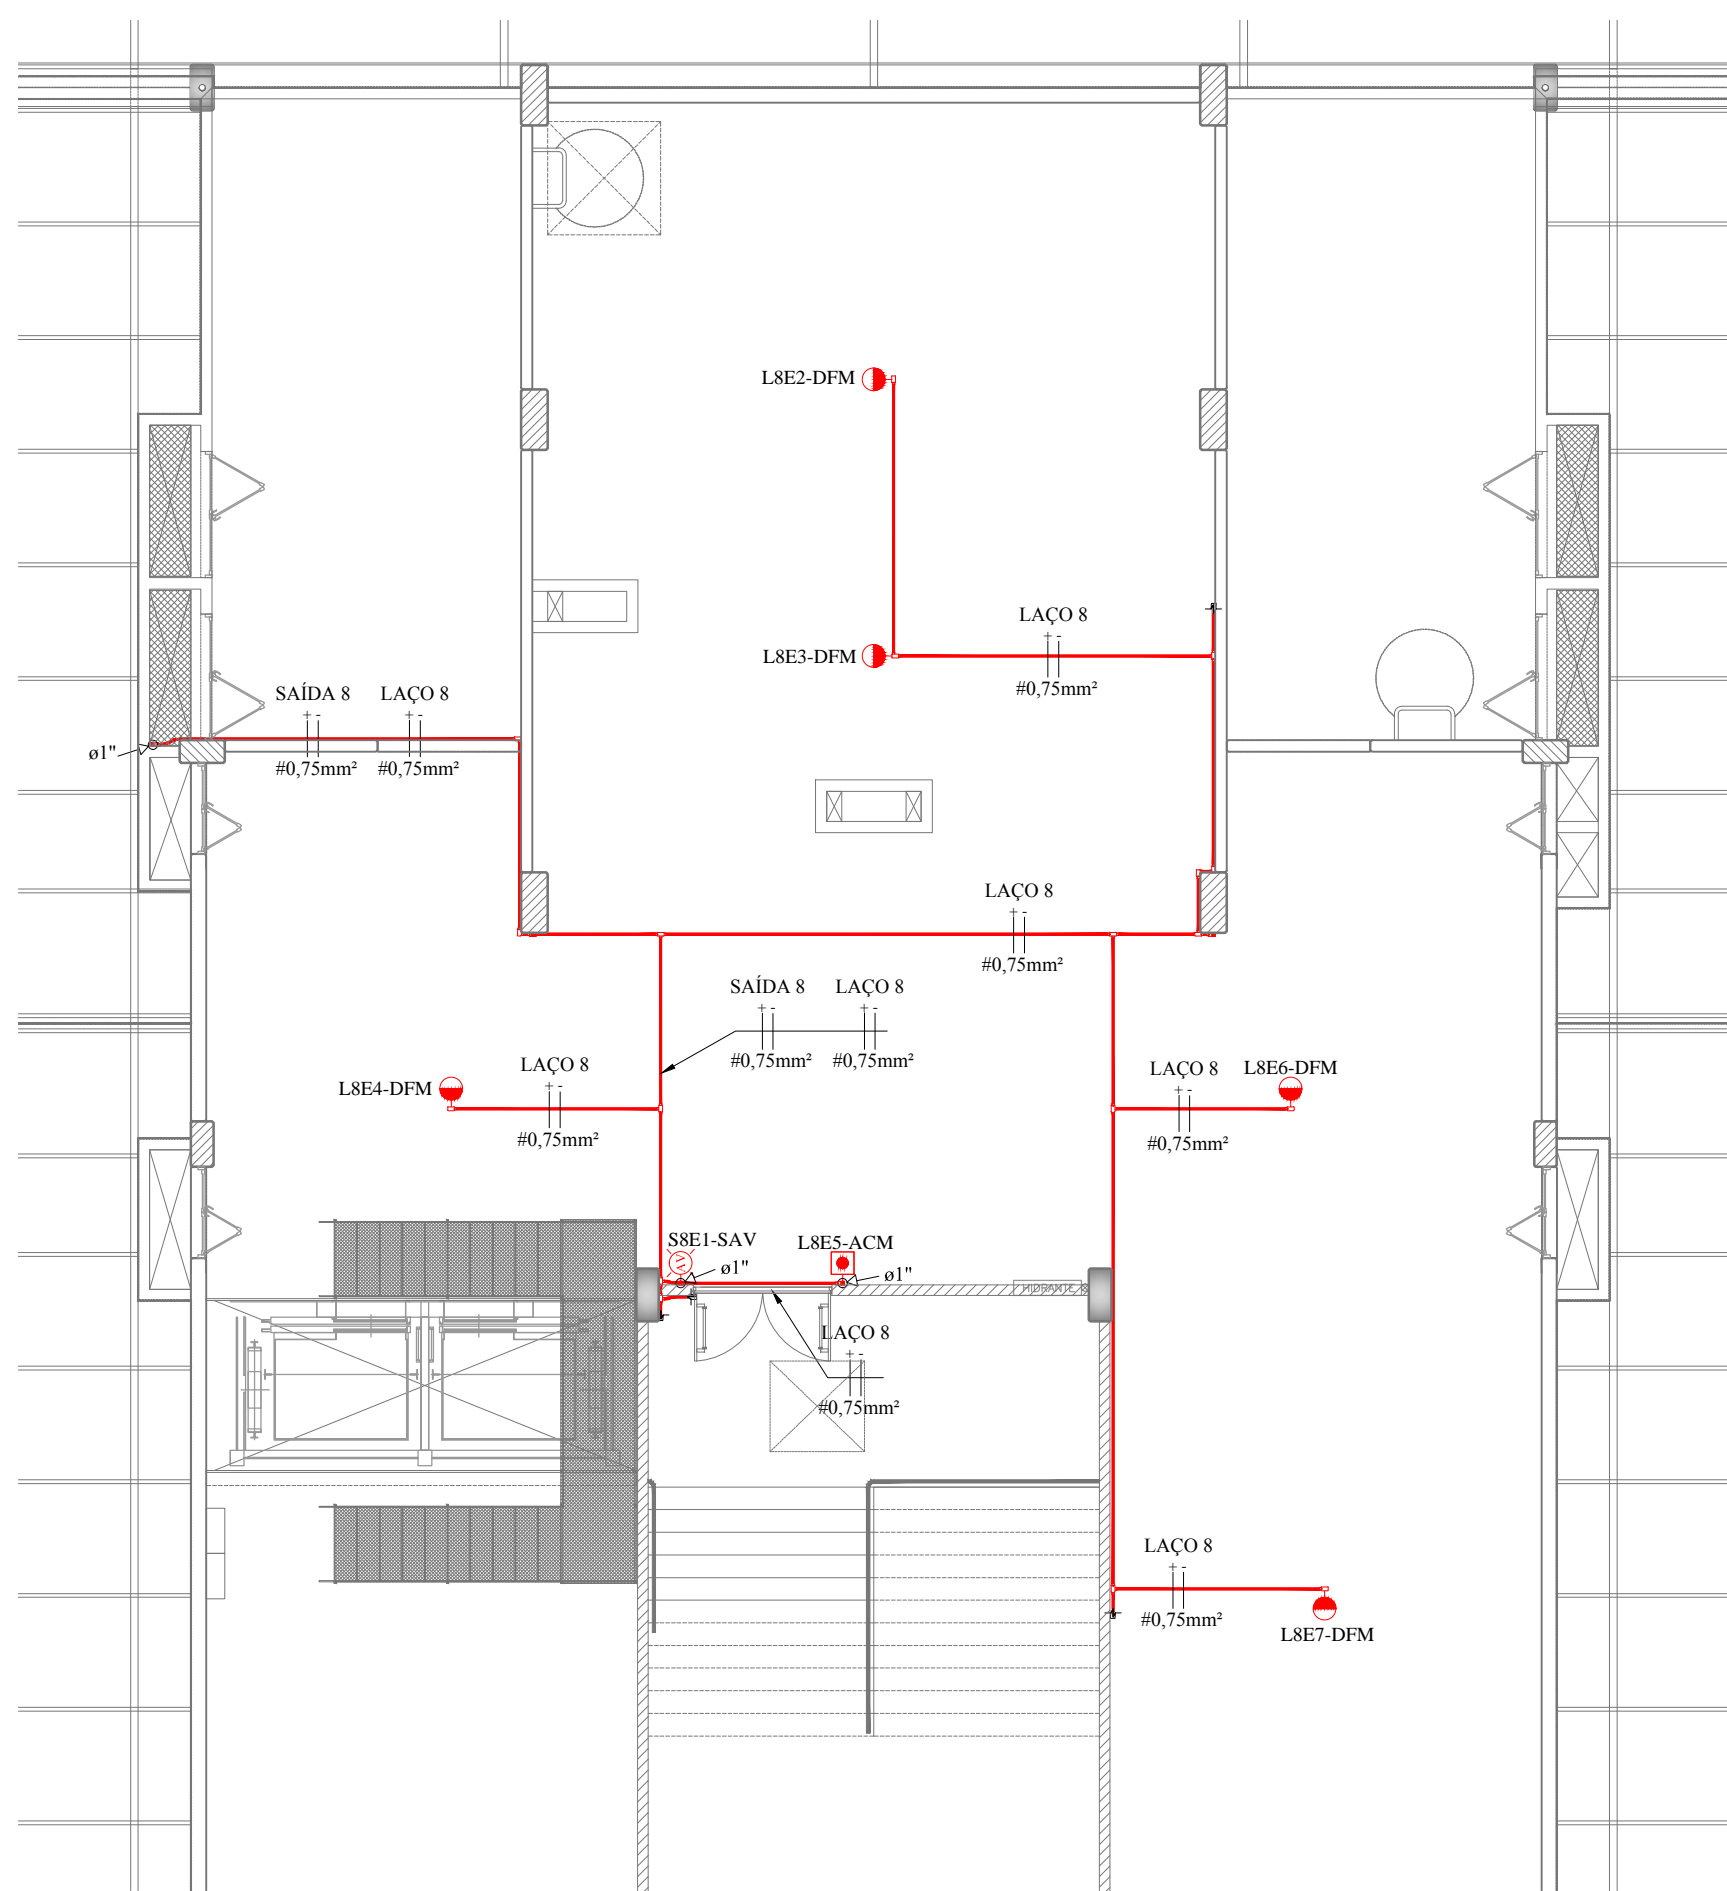 L8E2-DFM
LAÇO 8
+ -
L8E3-DFM
#0,75mm²
SAÍDA 8
LAÇO 8
+ -
+ -
ø1"
#0,75mm²
#0,75mm²
LAÇO 8
+ -
#0,75mm²
SAÍDA 8
LAÇO 8
+ -
+ -
#0,75mm²
#0,75mm²
LAÇO 8
+ -
L8E4-DFM
#0,75mm²
LAÇO 8
+ -
L8E6-DFM
#0,75mm²
S8E1-SAV
L8E5-ACM
AV
ø1"
ø1"
HIDRANTE
LAÇO 8
+ -
#0,75mm²
LAÇO 8
+ -
#0,75mm²
L8E7-DFM